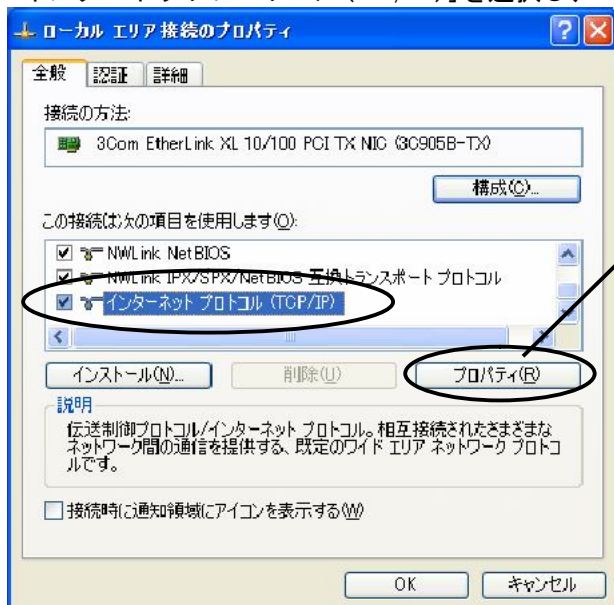 ローカル エリア接続のプロパティ
全般 認証 詳細
接続の方法:
3Com EtherLink XL 10/100 PCI TX NIC (3C905B-TX)
構成(C)...
この接続は次の項目を使用します(O):
NWLink NetBIOS
NWLink IPX/SPX/NetBIOS 互換トランスポート プロトコル
インターネット プロトコル (TCP/IP)
インストール(N)... 削除(U) プロパティ(R)
説明
伝送制御プロトコル/インターネット プロトコル。相互接続されたさまざまな
ネットワーク間の通信を提供する、既定のワイド エリア ネットワーク プロトコ
ルです。
接続時に通知領域にアイコンを表示する(W)
OK キャンセル